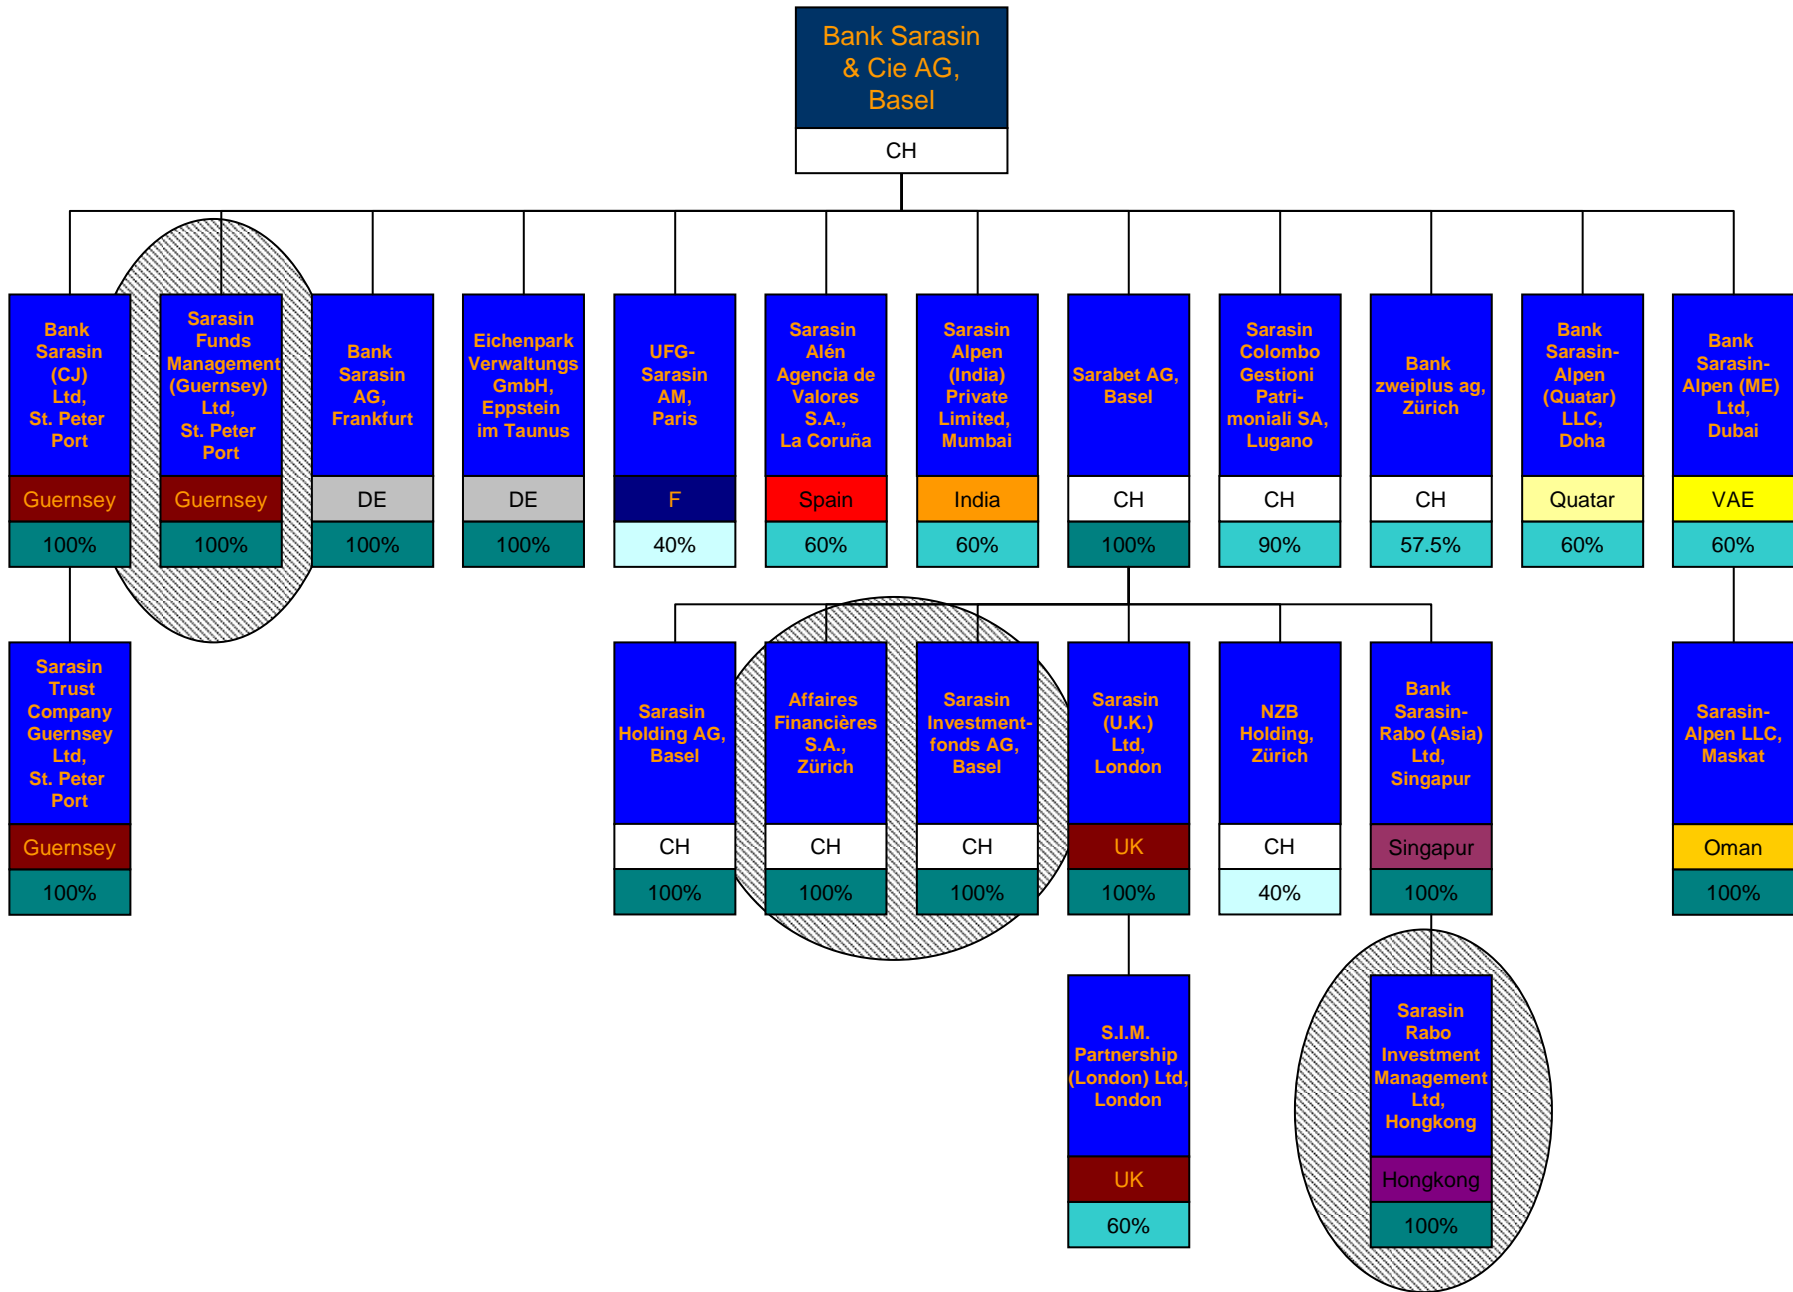 Bank Sarasin
& Cie AG,
Basel
CH
Bank
Sarasin
(CJ)
Ltd,
St. Peter
Port
Guernsey
100%
Sarasin
Funds
Management
(Guernsey)
Ltd,
St. Peter
Port
Guernsey
100%
Bank
Sarasin
AG,
Frankfurt
DE
100%
Eichenpark
Verwaltungs
GmbH,
Eppstein
im Taunus
DE
100%
UFG-
Sarasin
AM,
Paris
F
40%
Sarasin
Alén
Agencia de
Valores
S.A.,
La Coruña
Spain
60%
Sarasin
Alpen
(India)
Private
Limited,
Mumbai
India
60%
Sarabet AG,
Basel
CH
100%
Sarasin
Colombo
Gestioni
Patri-
moniali SA,
Lugano
CH
90%
Bank
zweiplus ag,
Zürich
CH
57.5%
Bank
Sarasin-
Alpen
(Quatar)
LLC,
Doha
Quatar
60%
Bank
Sarasin-
Alpen (ME)
Ltd,
Dubai
VAE
60%
Sarasin
Trust
Company
Guernsey
Ltd,
St. Peter
Port
Guernsey
100%
Sarasin
Holding AG,
Basel
CH
100%
Affaires
Financières
S.A.,
Zürich
CH
100%
Sarasin
Investment-
fonds AG,
Basel
CH
100%
Sarasin
(U.K.)
Ltd,
London
UK
100%
NZB
Holding,
Zürich
CH
40%
Bank
Sarasin-
Rabo (Asia)
Ltd,
Singapur
Singapur
100%
Sarasin-
Alpen LLC,
Maskat
Oman
100%
S.I.M.
Partnership
(London) Ltd,
London
UK
60%
Sarasin
Rabo
Investment
Management
Ltd,
Hongkong
Hongkong
100%